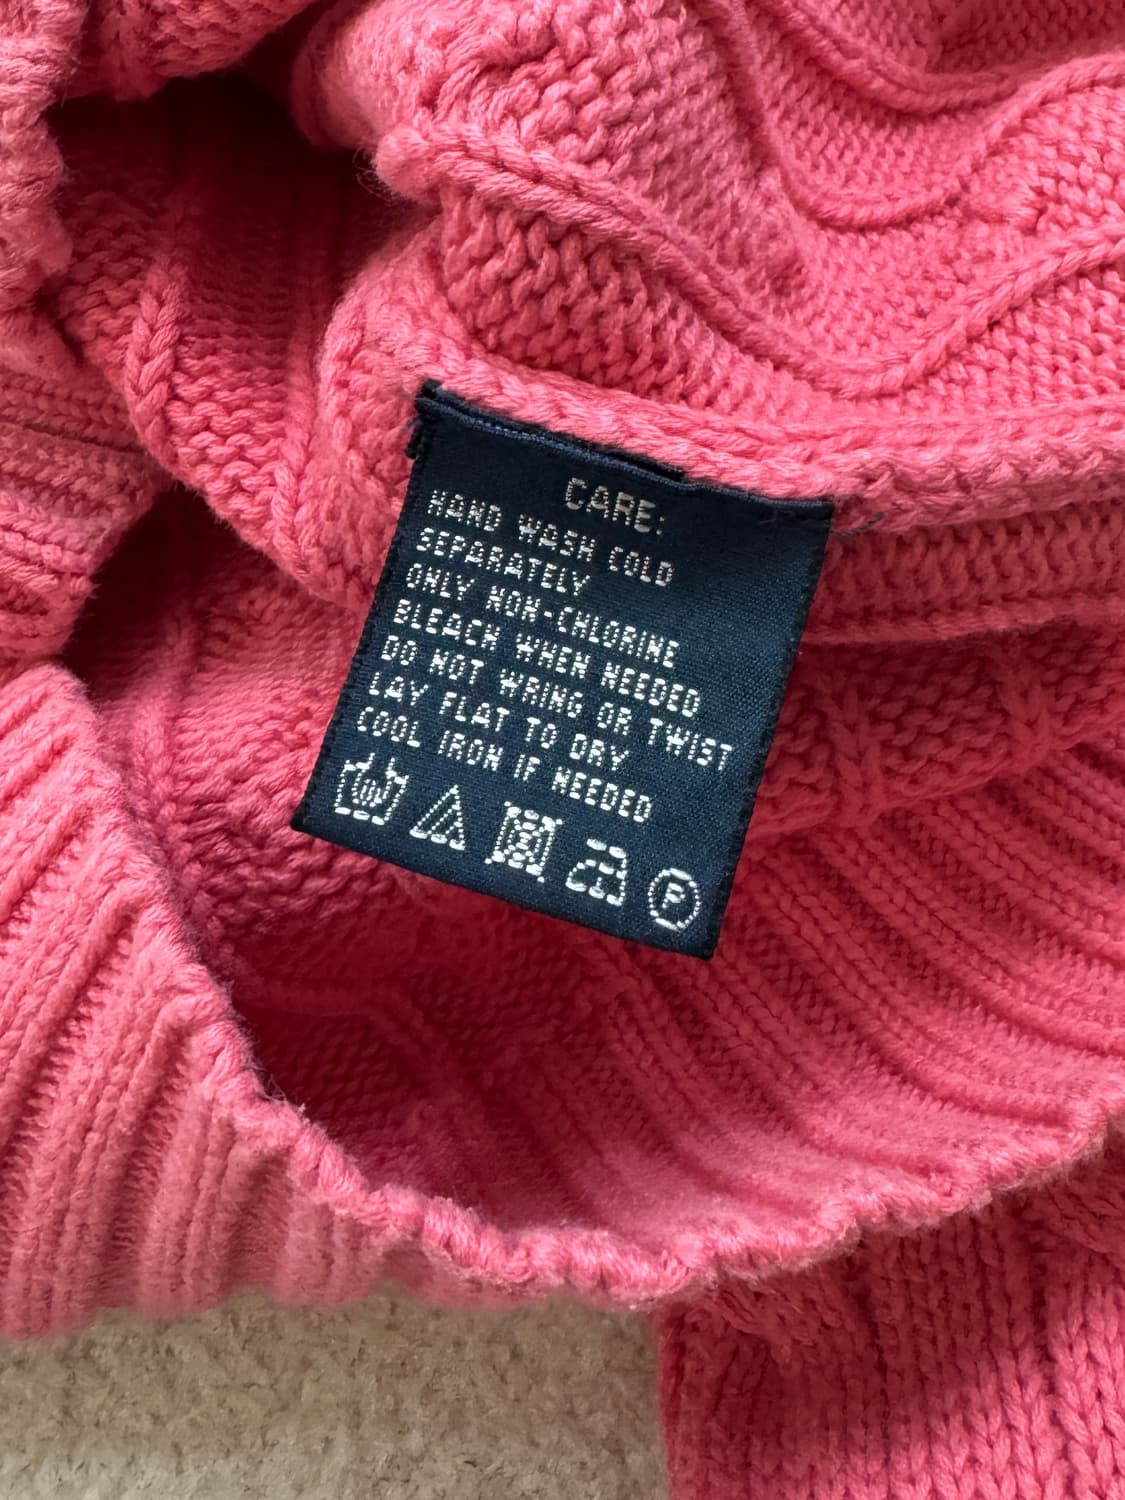 CARE:
HAND WASH COLD
SEPARATELY
ONLY NON-CHLORINE
BLEACH WHEN NEEDED
DO NOT WRING OR TWIST
LAY FLAT TO DRY
COOL IRON IF NEEDED
P